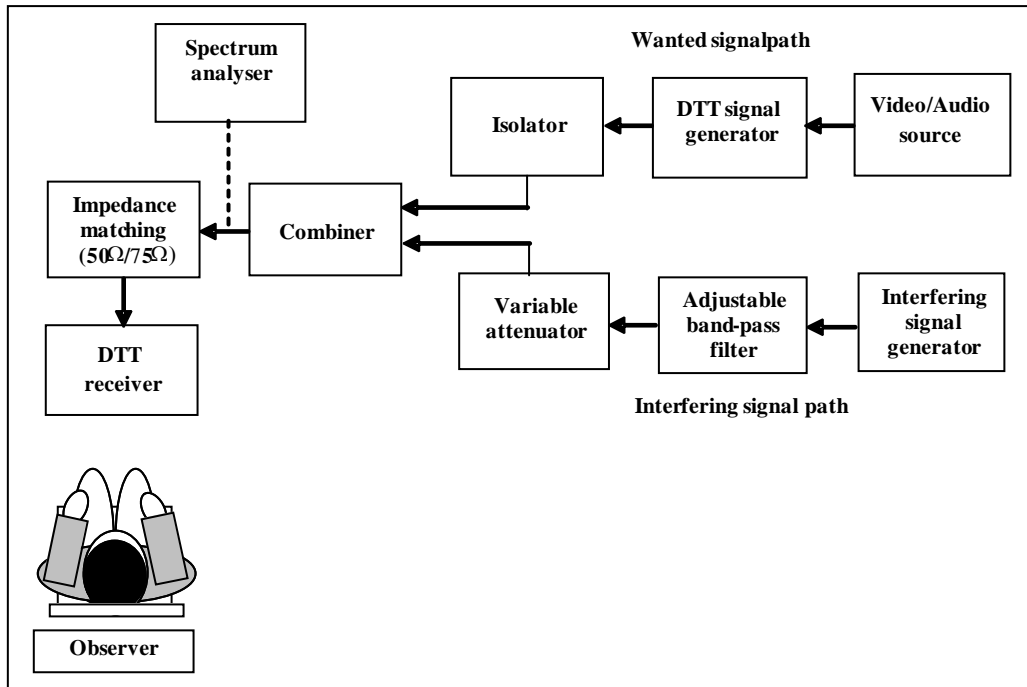 Spectrum
analyser
Wanted signalpath
Isolator
DTT signal
generator
Video/Audio
source
Impedance
matching
(50Ω/75Ω)
Combiner
Variable
attenuator
Adjustable
band-pass
filter
Interfering
signal
generator
DTT
receiver
Interfering signal path
Observer